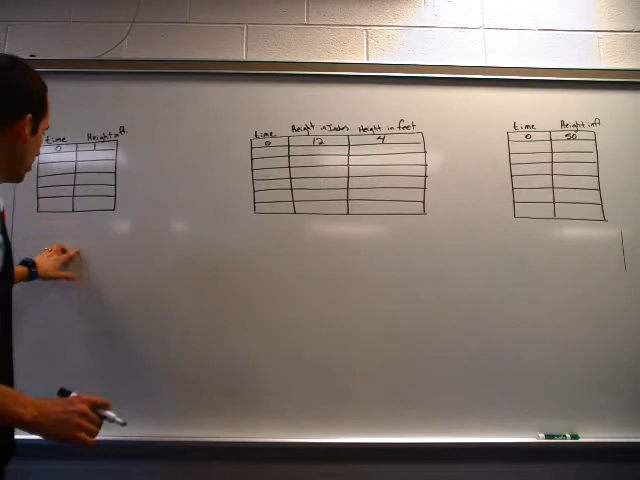 time Height ft.
0 1
time Height in Inches Height in feet
0 12 4
time Height in ft.
0 50